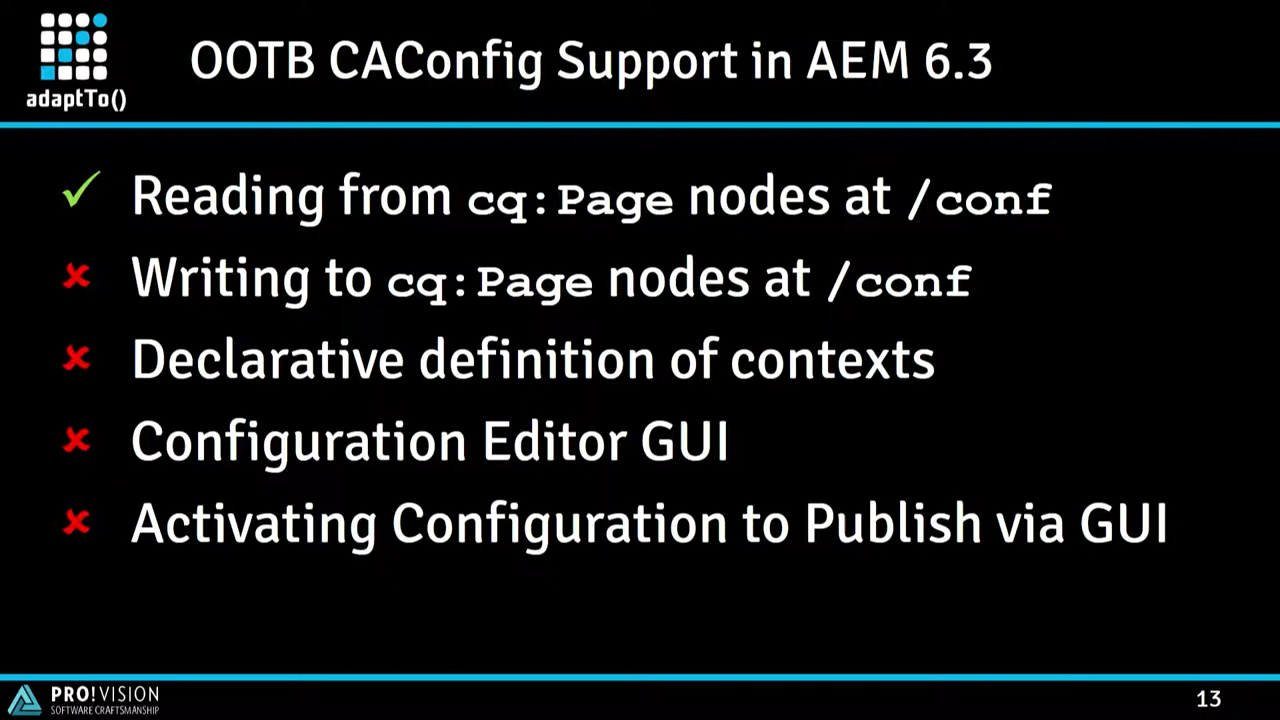 adaptTo()
OOTB CAConfig Support in AEM 6.3
Reading from cq:Page nodes at /conf
Writing to cq:Page nodes at /conf
Declarative definition of contexts
Configuration Editor GUI
Activating Configuration to Publish via GUI
PRO!VISION
SOFTWARE CRAFTSMANSHIP
13